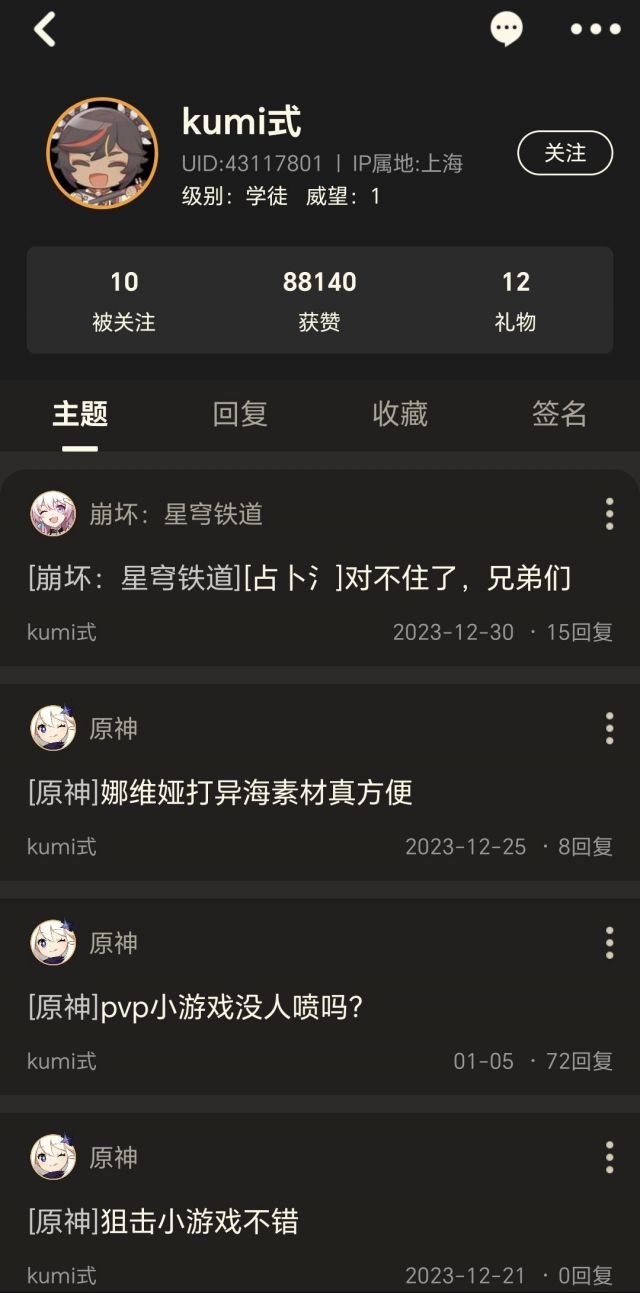 kumi式
UID:43117801 | IP属地:上海
级别：学徒 威望：1
关注
10 88140 12
被关注 获赞 礼物
主题 回复 收藏 签名
崩坏：星穹铁道
[崩坏：星穹铁道][占卜氵]对不住了，兄弟们
kumi式 2023-12-30 · 15回复
原神
[原神]娜维娅打异海素材真方便
kumi式 2023-12-25 · 8回复
原神
[原神]pvp小游戏没人喷吗？
kumi式 01-05 · 72回复
原神
[原神]狙击小游戏不错
kumi式 2023-12-21 · 0回复